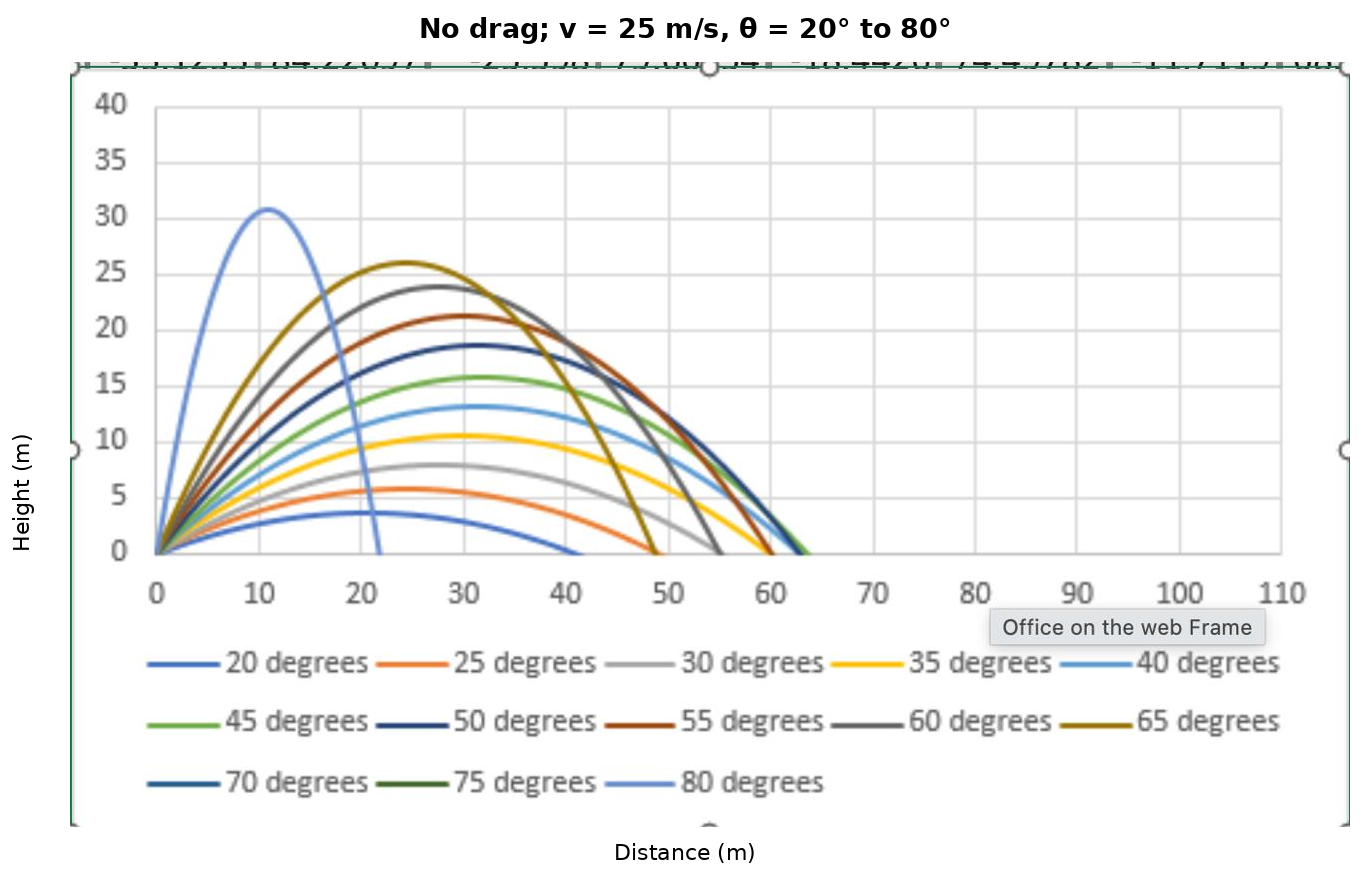 No drag; v = 25 m/s, θ = 20° to 80°
40
35
30
25
20
15
10
5
0
Height (m)
0 10 20 30 40 50 60 70 80 90 100 110
Office on the web Frame
20 degrees 25 degrees 30 degrees 35 degrees 40 degrees
45 degrees 50 degrees 55 degrees 60 degrees 65 degrees
70 degrees 75 degrees 80 degrees
Distance (m)